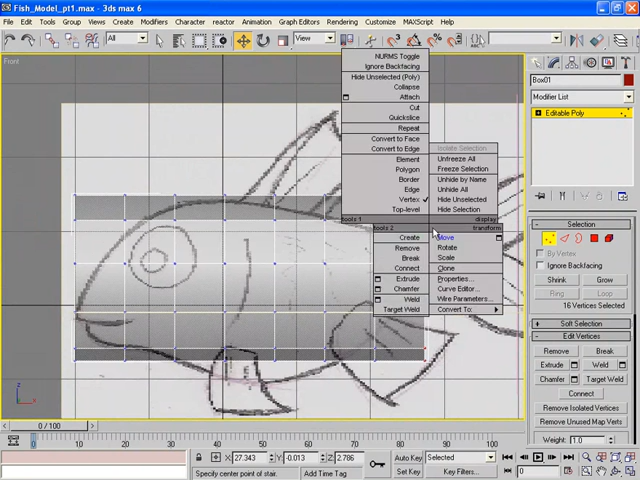 Fish_Model_pt1.max - 3ds max 6
File Edit Tools Group Views Create Modifiers Character reactor Animation Graph Editors Rendering Customize MAXScript Help
All View
Front
NURMS Toggle
Ignore Backfacing
Hide Unselected (Poly)
Collapse
Attach
Cut
Quickslice
Repeat
Convert to Face
Convert to Edge
Element
Polygon
Border
Edge
Vertex
Top-level
tools 1
Isolate Selection
Unfreeze All
Freeze Selection
Unhide by Name
Unhide All
Hide Unselected
Hide Selection
display
tools 2
Create
Remove
Break
Connect
Extrude
Chamfer
Weld
Target Weld
transform
Move
Rotate
Scale
Clone
Properties...
Curve Editor...
Wire Parameters...
Convert To:
Box01
Modifier List
Editable Poly
Selection
By Vertex
Ignore Backfacing
Shrink Grow
Ring Loop
16 Vertices Selected
Soft Selection
Edit Vertices
Remove Break
Extrude Weld
Chamfer Target Weld
Connect
Remove Isolated Vertices
Remove Unused Map Verts
Weight: 1.0
z
x
0 / 100
0 10 20 30 40 50 60 70 80 90 100
X: 27.343 Y: -0.013 Z: 2.786
Auto Key Selected
Specify center point of stair. Add Time Tag
Set Key Key Filters... 0